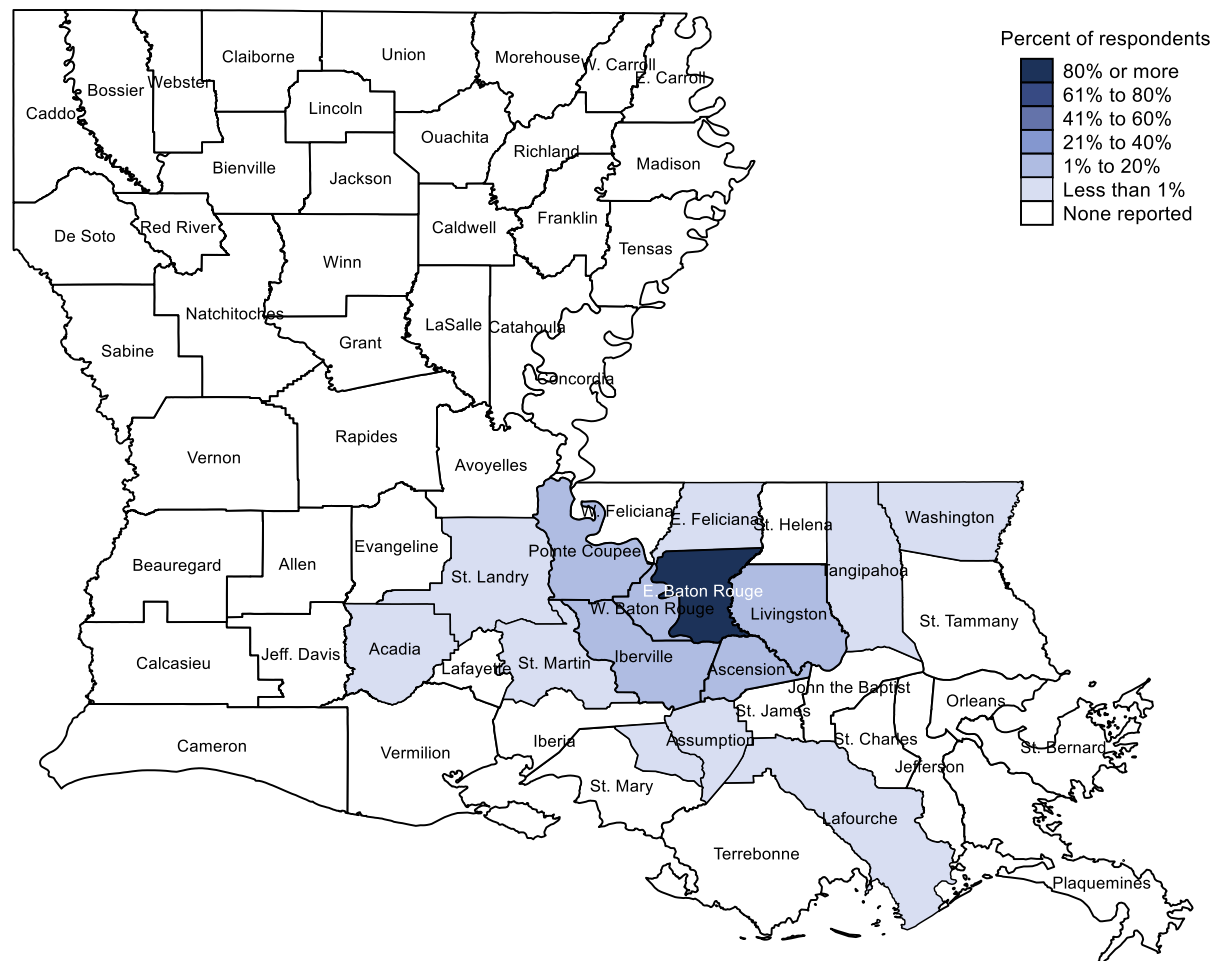 Percent of respondents
80% or more
61% to 80%
41% to 60%
21% to 40%
1% to 20%
Less than 1%
None reported
Caddo
Bossier
Webster
Claiborne
Union
Morehouse
W. Carroll
E. Carroll
Lincoln
Ouachita
Richland
Madison
Bienville
Jackson
De Soto
Red River
Caldwell
Franklin
Tensas
Winn
Natchitoches
LaSalle
Catahoula
Grant
Sabine
Concordia
Rapides
Vernon
Avoyelles
W. Feliciana
E. Feliciana
St. Helena
Washington
Evangeline
Pointe Coupee
Beauregard
Allen
St. Landry
Tangipahoa
E. Baton Rouge
W. Baton Rouge
Livingston
St. Tammany
Acadia
Jeff. Davis
Calcasieu
Lafayette
St. Martin
Iberville
Ascension
John the Baptist
Orleans
St. James
Cameron
Vermilion
Iberia
Assumption
St. Charles
St. Bernard
Jefferson
St. Mary
Lafourche
Terrebonne
Plaquemines